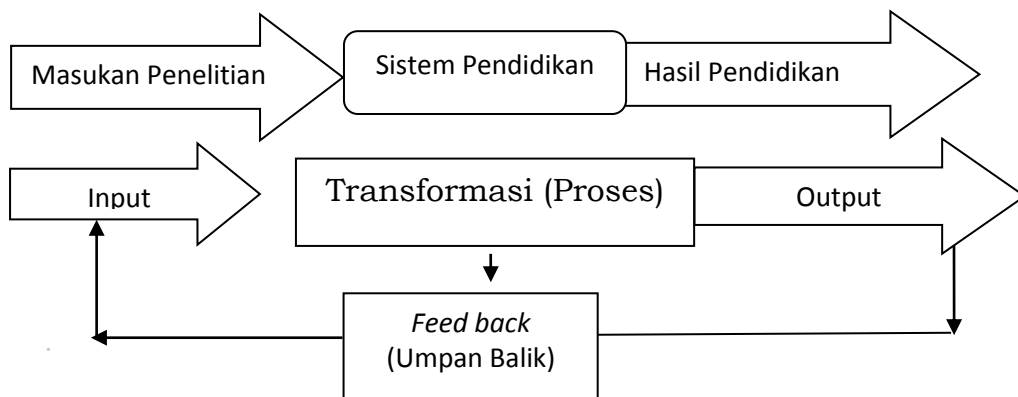 Masukan Penelitian
Sistem Pendidikan
Hasil Pendidikan
Input
Transformasi (Proses)
Output
Feed back
(Umpan Balik)